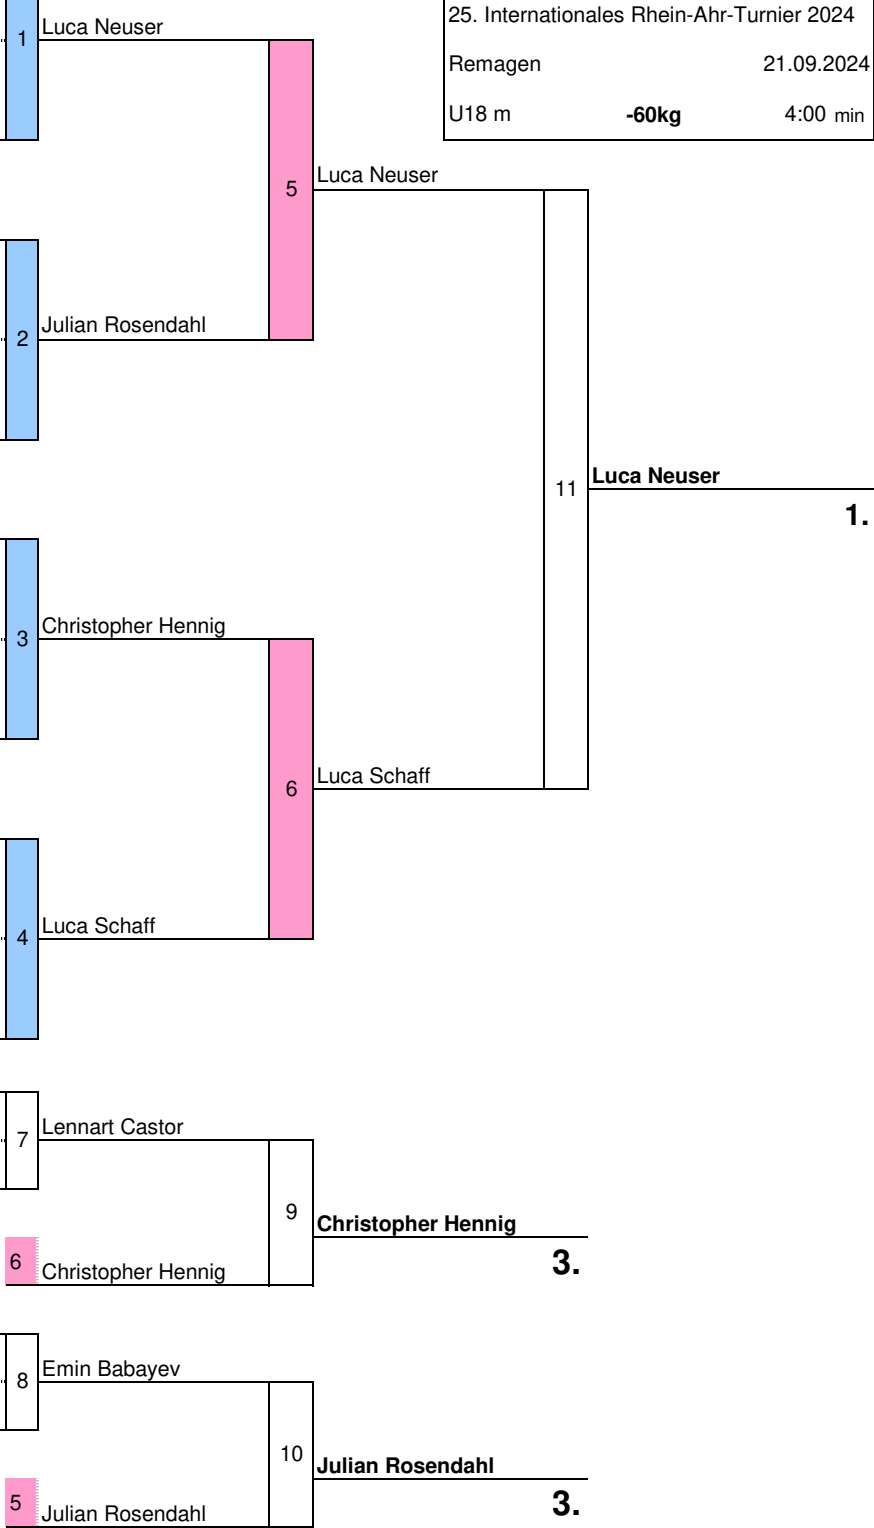 25. Internationales Rhein-Ahr-Turnier 2024
Remagen 21.09.2024
U18 m -60kg 4:00 min
1 Luca Neuser
5 Luca Neuser
2 Julian Rosendahl
11 Luca Neuser
1.
3 Christopher Hennig
6 Luca Schaff
4 Luca Schaff
7 Lennart Castor
9 Christopher Hennig
3.
6 Christopher Hennig
8 Emin Babayev
10 Julian Rosendahl
3.
5 Julian Rosendahl